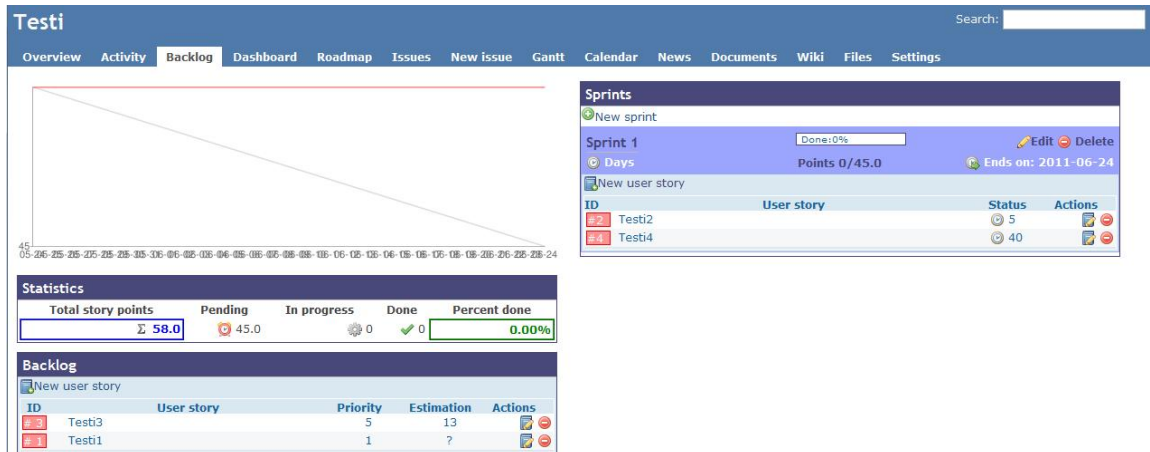 Testi
Search:
Overview Activity Backlog Dashboard Roadmap Issues New issue Gantt Calendar News Documents Wiki Files Settings
45
Statistics
Total story points Pending In progress Done Percent done
Σ 58.0 45.0 0 0 0.00%
Backlog
New user story
ID User story Priority Estimation Actions
# 3 Testi3 5 13
# 1 Testi1 1 ?
Sprints
New sprint
Sprint 1 Done:0% Edit Delete
Days Points 0/45.0 Ends on: 2011-06-24
New user story
ID User story Status Actions
#2 Testi2 5
#4 Testi4 40